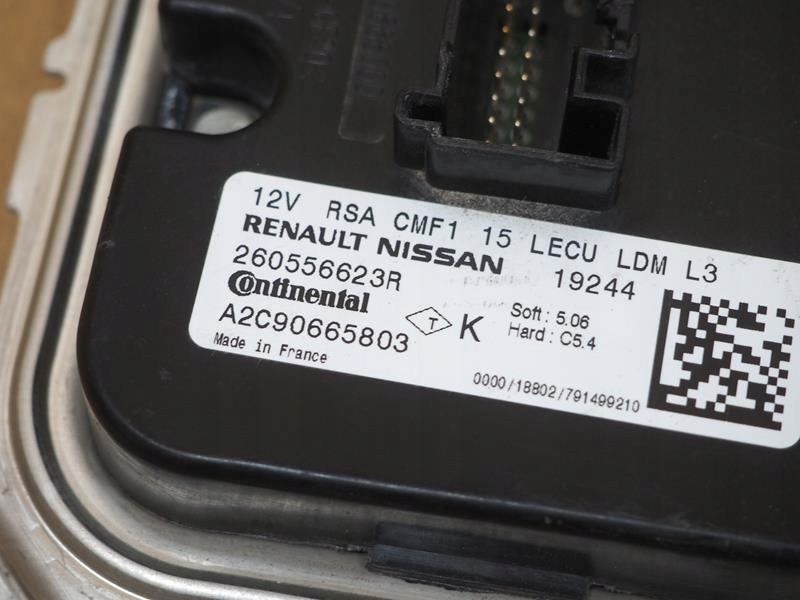 12V RSA CMF1 15 LECU LDM L3
RENAULT NISSAN 19244
260556623R
Continental Soft : 5.06
A2C90665803 T K Hard : C5.4
Made in France
0000/18802/791499210